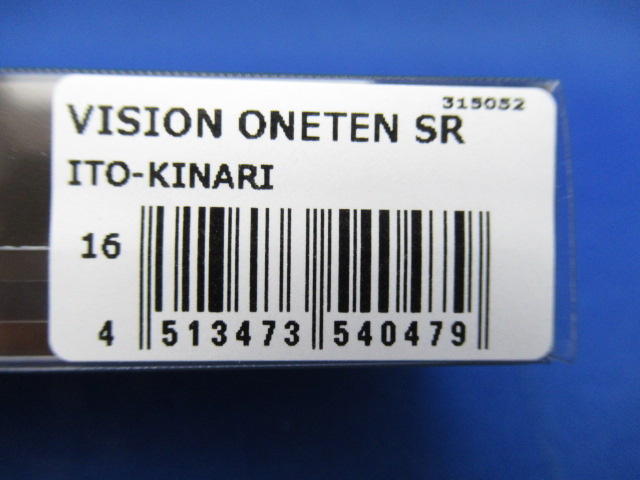 315052
VISION ONETEN SR
ITO-KINARI
16
4 513473 540479